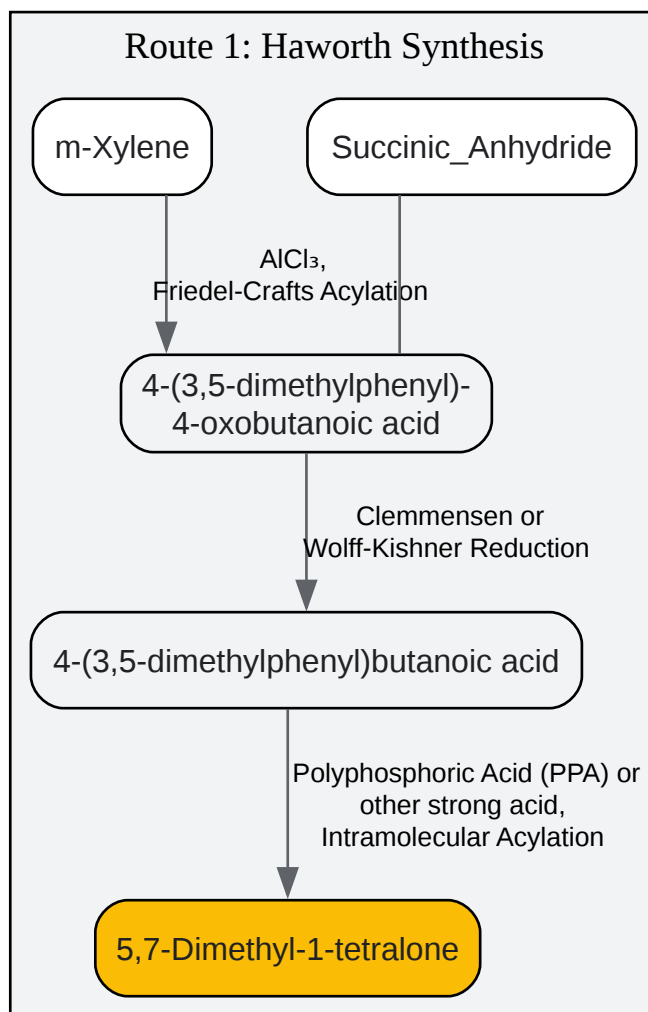 Route 1: Haworth Synthesis
m-Xylene
Succinic_Anhydride
AlCl₃,
Friedel-Crafts Acylation
4-(3,5-dimethylphenyl)-
4-oxobutanoic acid
Clemmensen or
Wolff-Kishner Reduction
4-(3,5-dimethylphenyl)butanoic acid
Polyphosphoric Acid (PPA) or
other strong acid,
Intramolecular Acylation
5,7-Dimethyl-1-tetralone